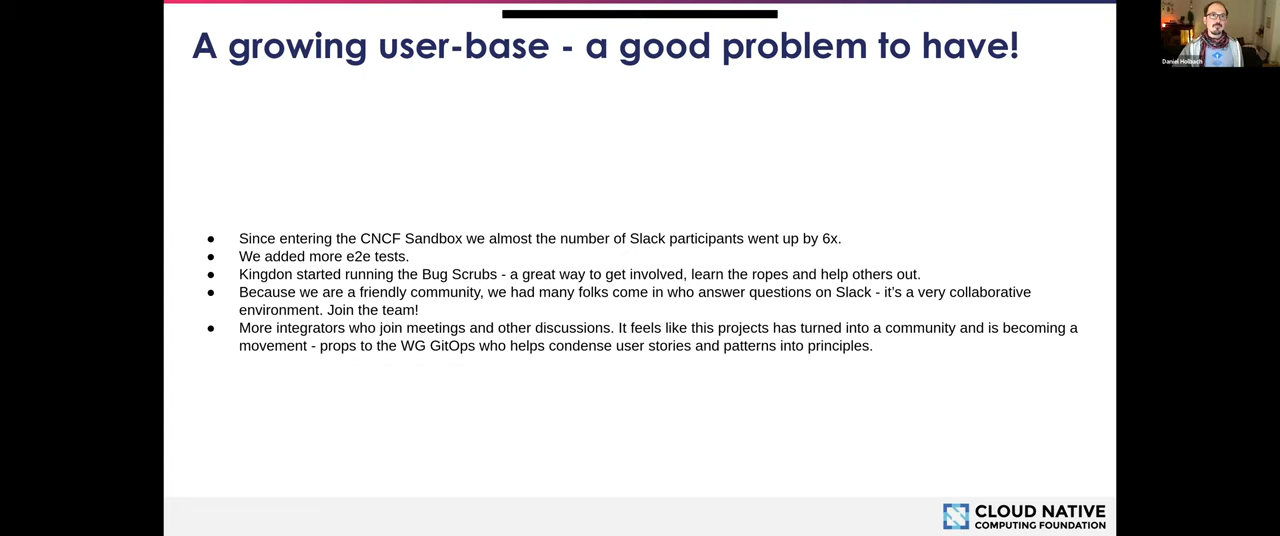 A growing user-base - a good problem to have!
Daniel Holbach
● Since entering the CNCF Sandbox we almost the number of Slack participants went up by 6x.
● We added more e2e tests.
● Kingdon started running the Bug Scrubs - a great way to get involved, learn the ropes and help others out.
● Because we are a friendly community, we had many folks come in who answer questions on Slack - it's a very collaborative
environment. Join the team!
● More integrators who join meetings and other discussions. It feels like this projects has turned into a community and is becoming a
movement - props to the WG GitOps who helps condense user stories and patterns into principles.
CLOUD NATIVE
COMPUTING FOUNDATION